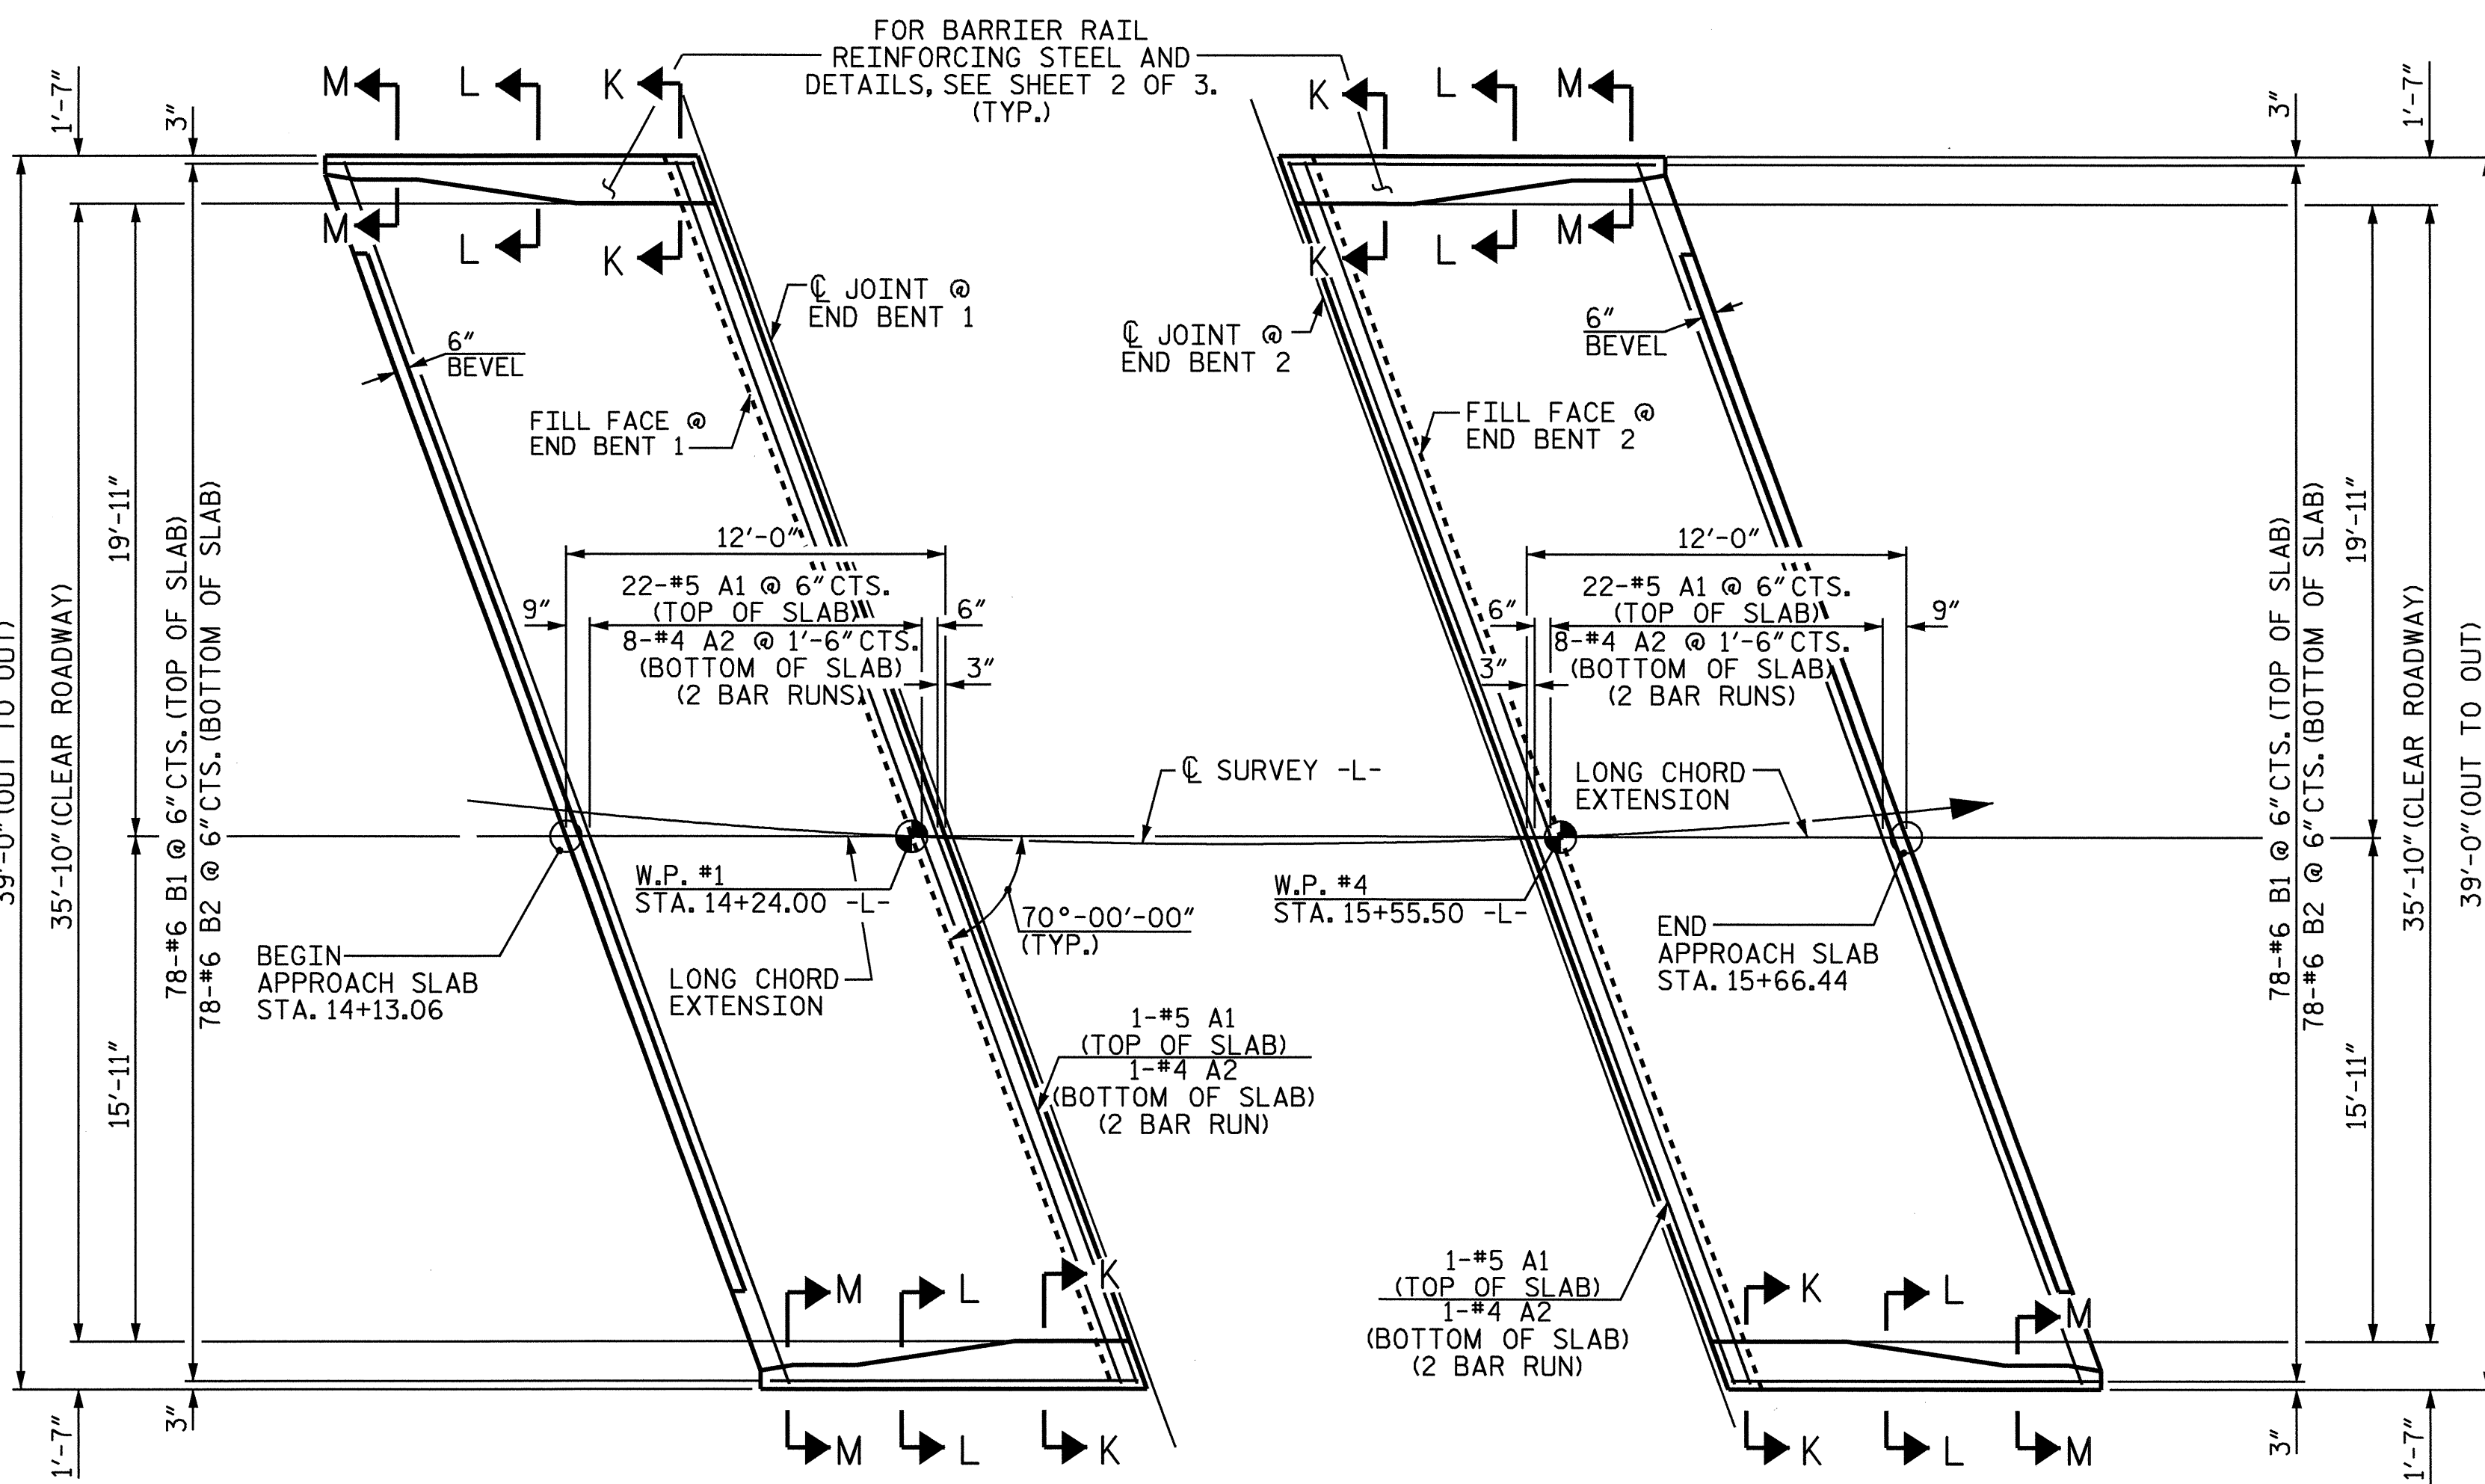 FOR BARRIER RAIL
REINFORCING STEEL AND
DETAILS, SEE SHEET 2 OF 3.
(TYP.)
M
L
K
K
L
M
1'-7"
3"
3"
1'-7"
M
L
K
K
L
M
℄ JOINT @
END BENT 1
℄ JOINT @
END BENT 2
6"
BEVEL
6"
BEVEL
FILL FACE @
END BENT 1
FILL FACE @
END BENT 2
39'-0" (OUT TO OUT)
35'-10" (CLEAR ROADWAY)
19'-11"
15'-11"
78-#6 B1 @ 6" CTS. (TOP OF SLAB)
78-#6 B2 @ 6" CTS. (BOTTOM OF SLAB)
12'-0"
22-#5 A1 @ 6" CTS.
(TOP OF SLAB)
8-#4 A2 @ 1'-6" CTS.
(BOTTOM OF SLAB)
(2 BAR RUNS)
9"
6"
3"
12'-0"
22-#5 A1 @ 6" CTS.
(TOP OF SLAB)
8-#4 A2 @ 1'-6" CTS.
(BOTTOM OF SLAB)
(2 BAR RUNS)
6"
3"
9"
78-#6 B1 @ 6" CTS. (TOP OF SLAB)
78-#6 B2 @ 6" CTS. (BOTTOM OF SLAB)
19'-11"
15'-11"
35'-10" (CLEAR ROADWAY)
39'-0" (OUT TO OUT)
℄ SURVEY -L-
LONG CHORD
EXTENSION
W.P. #1
STA. 14+24.00 -L-
70°-00'-00"
(TYP.)
W.P. #4
STA. 15+55.50 -L-
BEGIN
APPROACH SLAB
STA. 14+13.06
LONG CHORD
EXTENSION
END
APPROACH SLAB
STA. 15+66.44
1-#5 A1
(TOP OF SLAB)
1-#4 A2
(BOTTOM OF SLAB)
(2 BAR RUN)
1-#5 A1
(TOP OF SLAB)
1-#4 A2
(BOTTOM OF SLAB)
(2 BAR RUN)
M
L
K
K
L
M
1'-7"
3"
3"
1'-7"
M
L
K
K
L
M